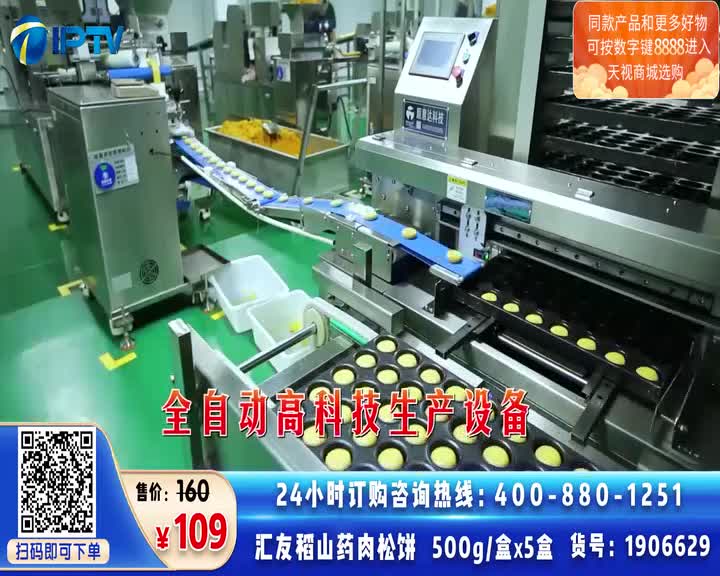 IPTV
同款产品和更多好物
可按数字键8888进入
天视商城选购
全自动高科技生产设备
扫码即可下单
售价：160
¥109
24小时订购咨询热线：400-880-1251
汇友稻山药肉松饼 500g/盒x5盒 货号：1906629